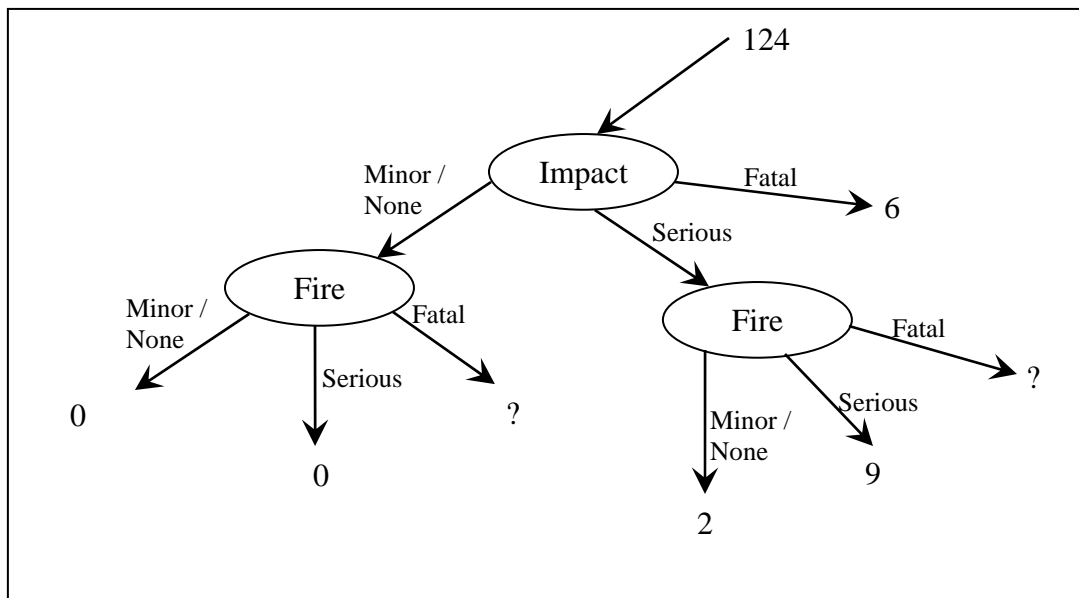 124
Impact
Minor /
None
Fatal
6
Serious
Fire
Minor /
None
Serious
Fatal
0
0
?
Fire
Fatal
?
Serious
Minor /
None
9
2